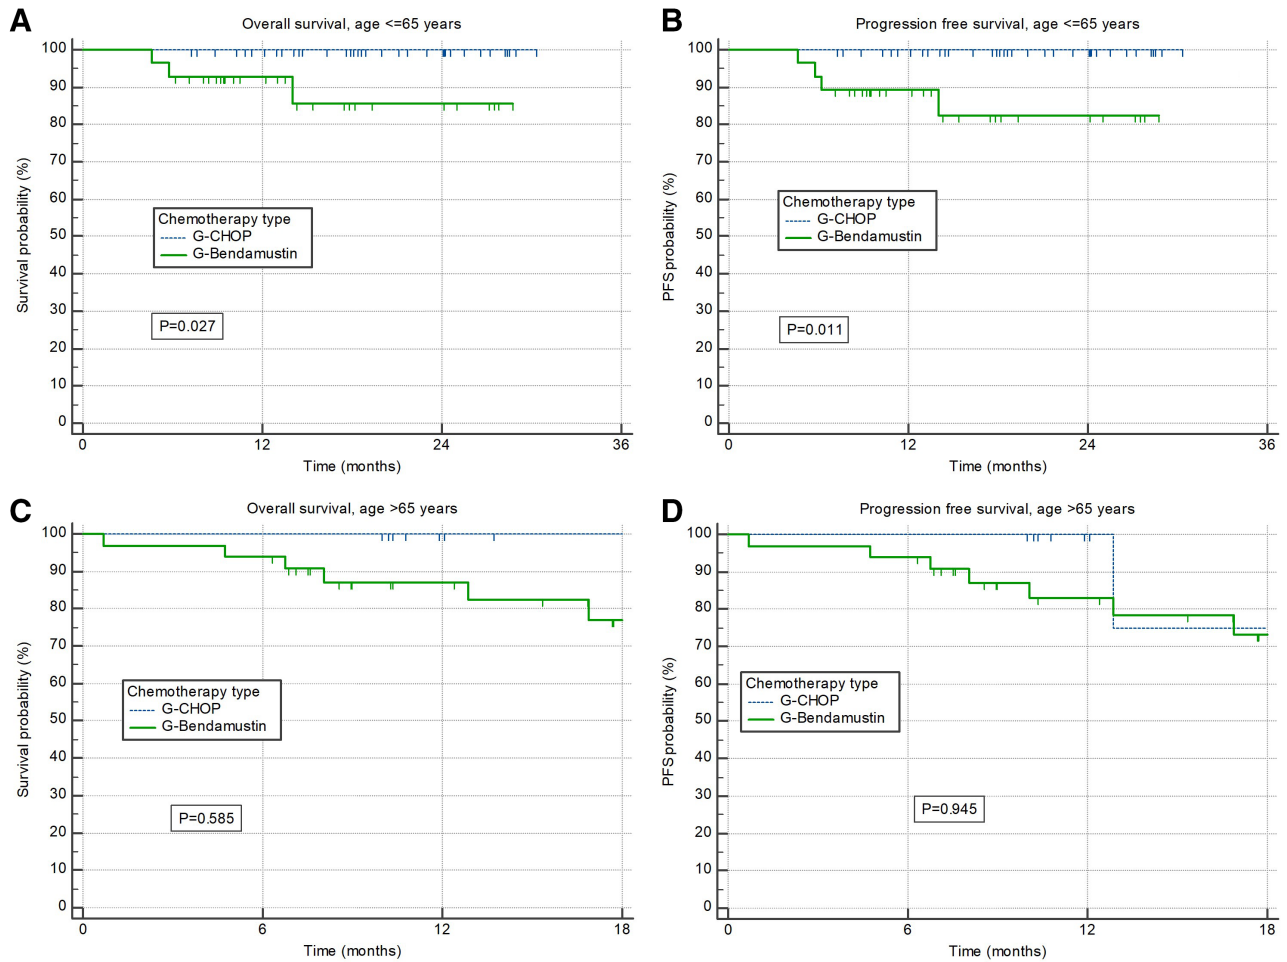 A
Overall survival, age <=65 years
100
90
80
70
60
50
40
30
20
10
0
Survival probability (%)
Chemotherapy type
G-CHOP
G-Bendamustin
P=0.027
0
12
24
36
Time (months)
B
Progression free survival, age <=65 years
100
90
80
70
60
50
40
30
20
10
0
PFS probability (%)
Chemotherapy type
G-CHOP
G-Bendamustin
P=0.011
0
12
24
36
Time (months)
C
Overall survival, age >65 years
100
90
80
70
60
50
40
30
20
10
0
Survival probability (%)
Chemotherapy type
G-CHOP
G-Bendamustin
P=0.585
0
6
12
18
Time (months)
D
Progression free survival, age >65 years
100
90
80
70
60
50
40
30
20
10
0
PFS probability (%)
Chemotherapy type
G-CHOP
G-Bendamustin
P=0.945
0
6
12
18
Time (months)